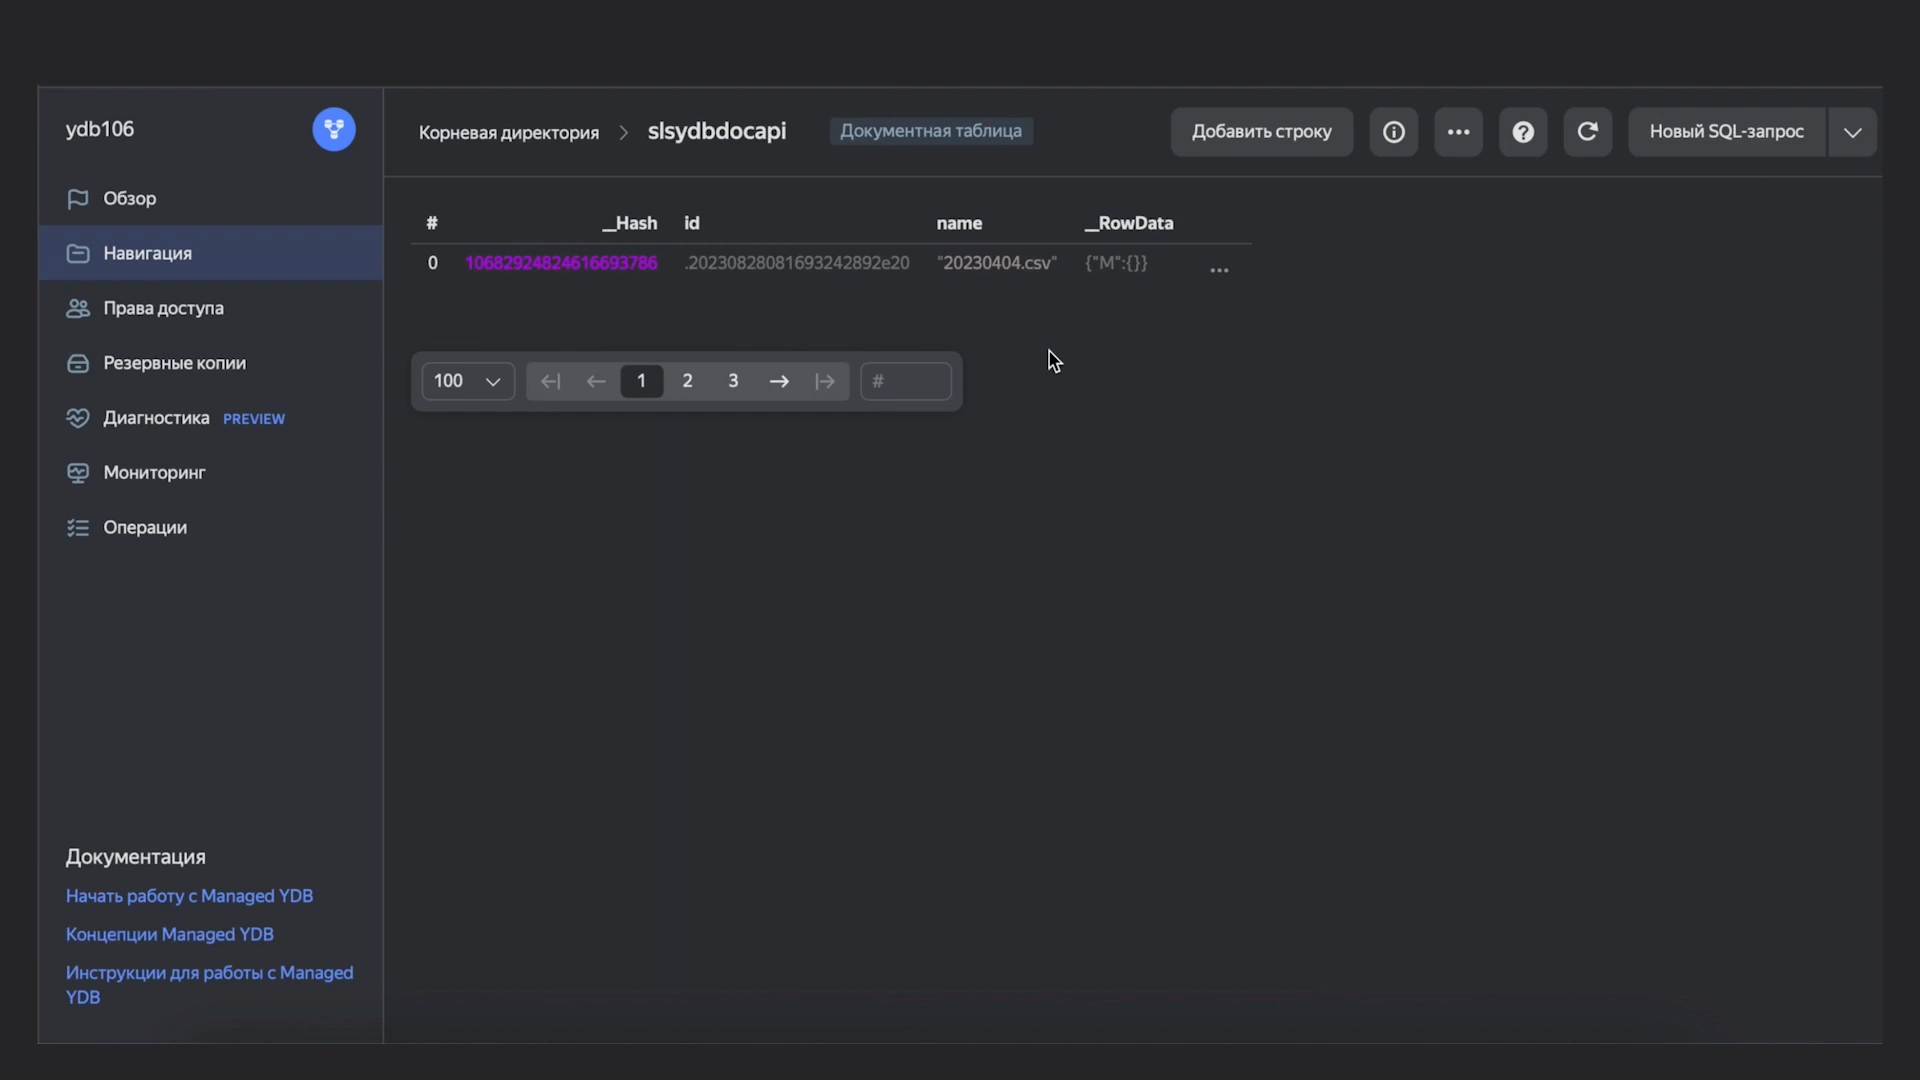 ydb106
Обзор
Навигация
Права доступа
Резервные копии
Диагностика PREVIEW
Мониторинг
Операции
Документация
Начать работу с Managed YDB
Концепции Managed YDB
Инструкции для работы с Managed
YDB
Корневая директория > slsydbdocapi Документная таблица Добавить строку Новый SQL-запрос
# __Hash id name __RowData
0 10682924824616693786 .20230828081693242892e20 "20230404.csv" {"M":{}} ...
100 1 2 3 #